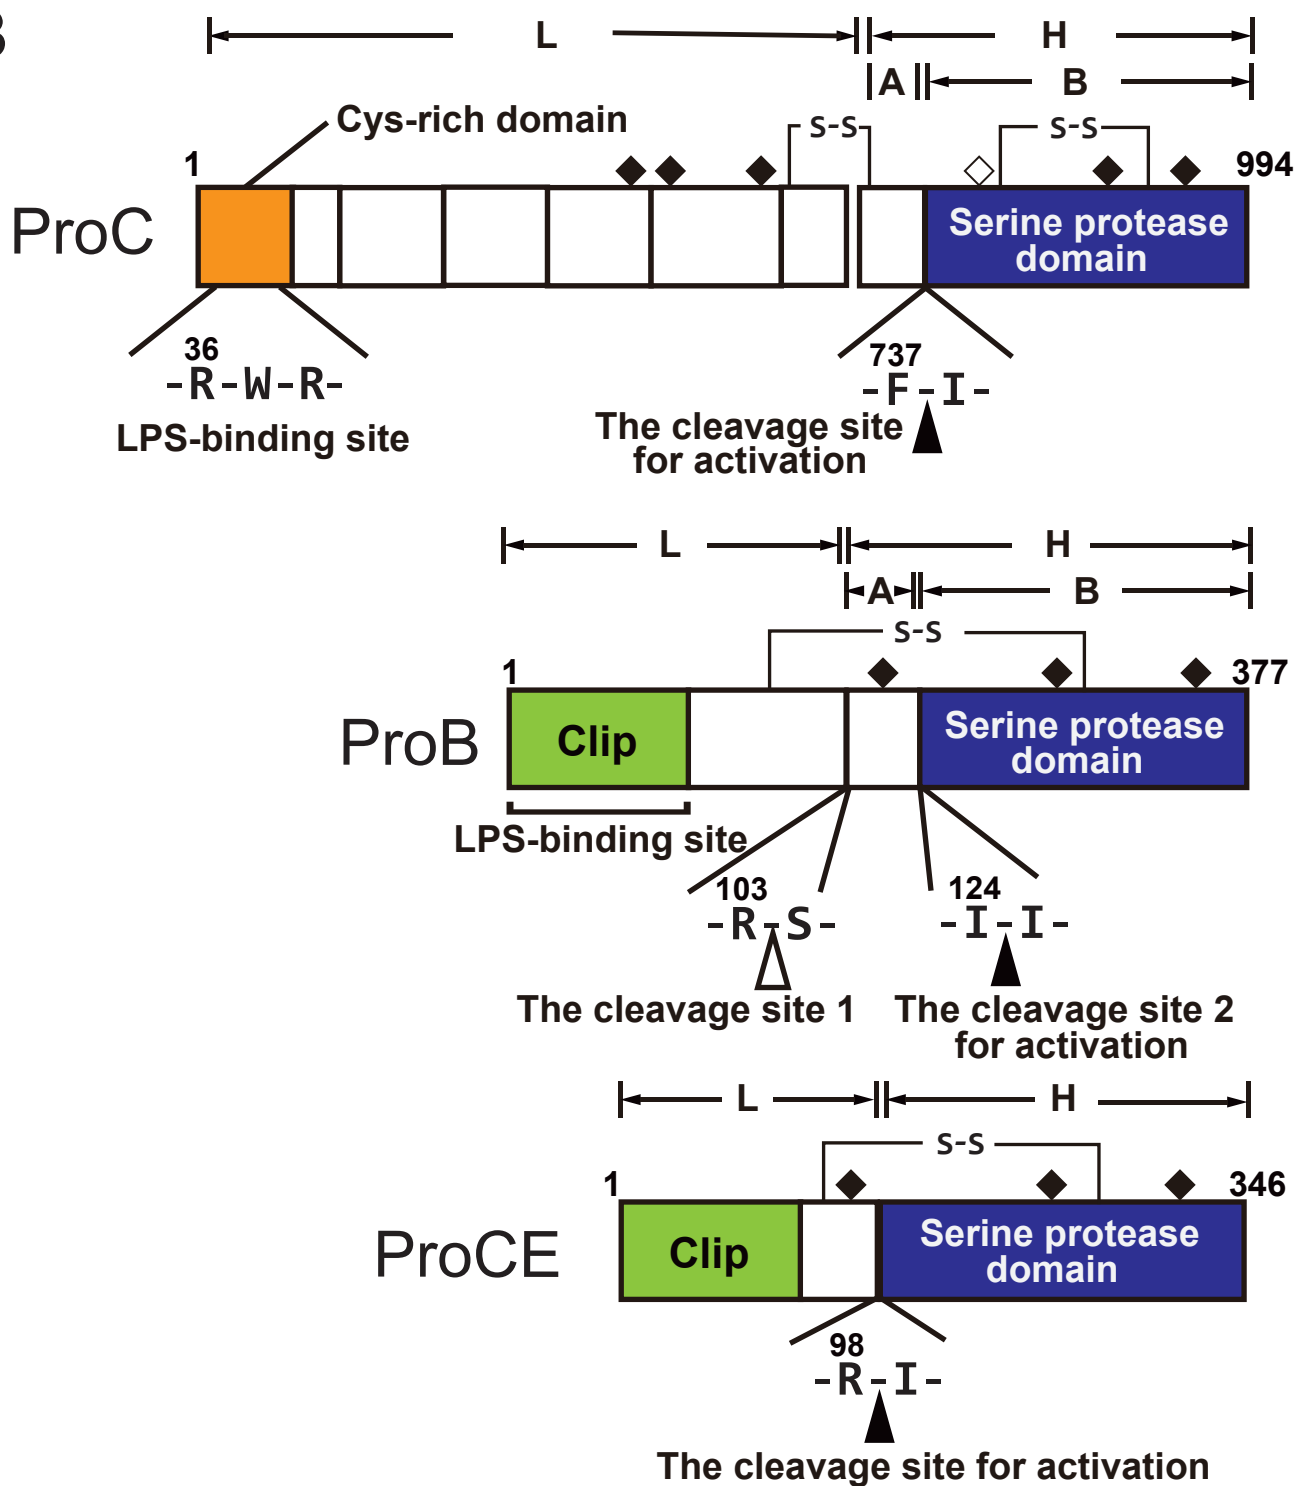 B
L
H
A
B
Cys-rich domain
S-S
S-S
1
994
ProC
Serine protease
domain
36
-R-W-R-
LPS-binding site
737
-F-I-
The cleavage site
for activation
L
H
A
B
S-S
1
377
ProB
Clip
Serine protease
domain
LPS-binding site
103
-R-S-
124
-I-I-
The cleavage site 1
The cleavage site 2
for activation
L
H
S-S
1
346
ProCE
Clip
Serine protease
domain
98
-R-I-
The cleavage site for activation